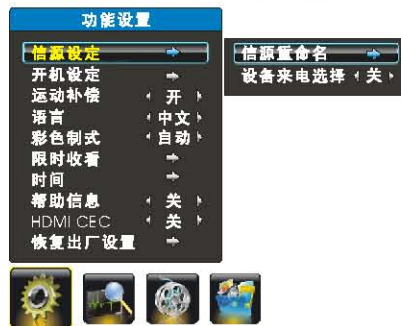 功能设置
信源设定
开机设定
运动补偿 开
语言 中文
彩色制式 自动
限时收看
时间
帮助信息 关
HDMI CEC 关
恢复出厂设置
信源重命名
设备来电选择 关